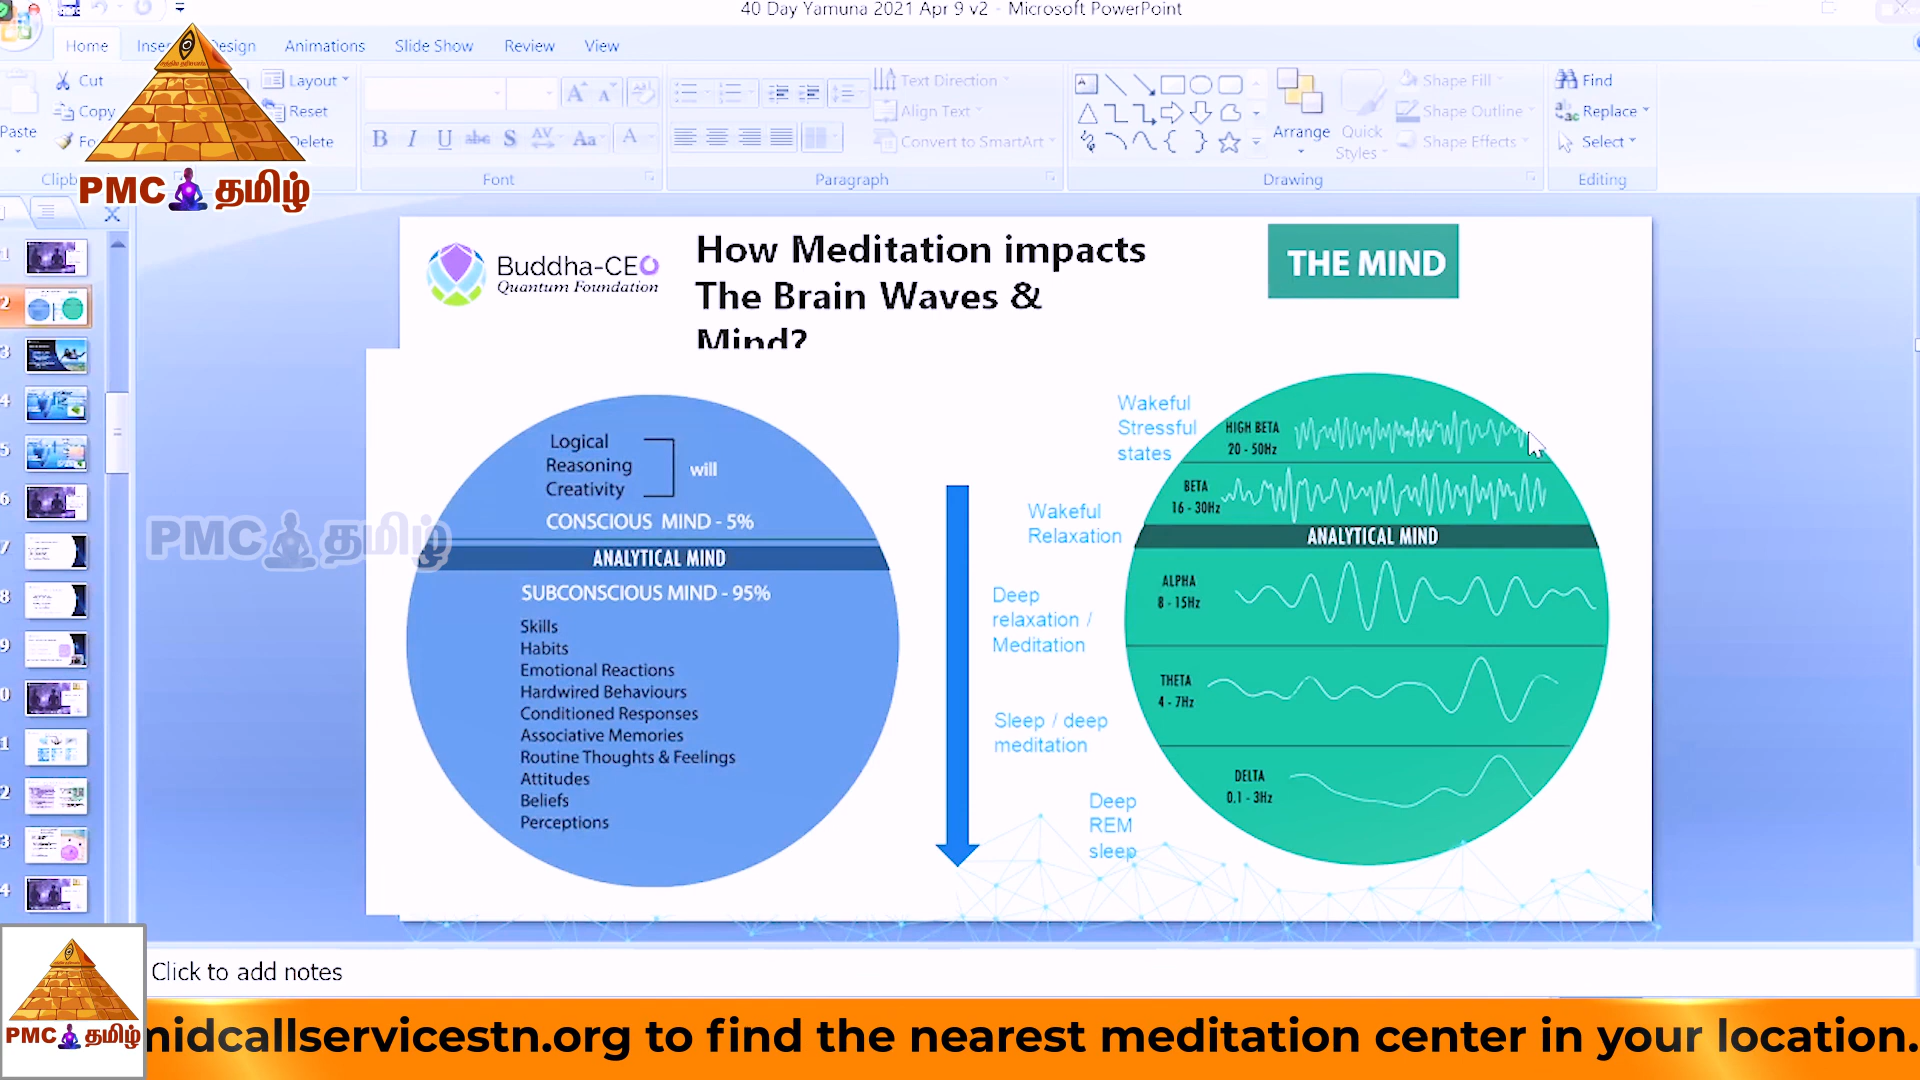 40 Day Yamuna 2021 Apr 9 v2 - Microsoft PowerPoint
Home
Design
Animations
Slide Show
Review
View
Cut
Copy
Paste
Layout
Reset
Delete
Font
Text Direction
Align Text
Convert to SmartArt
Paragraph
Arrange
Quick
Styles
Shape Fill
Shape Outline
Shape Effects
Drawing
Find
Replace
Select
Editing
PMC தமிழ்
Buddha-CEO
Quantum Foundation
How Meditation impacts
The Brain Waves &
Mind?
THE MIND
Logical
Reasoning
Creativity
will
CONSCIOUS MIND - 5%
ANALYTICAL MIND
SUBCONSCIOUS MIND - 95%
Skills
Habits
Emotional Reactions
Hardwired Behaviours
Conditioned Responses
Associative Memories
Routine Thoughts & Feelings
Attitudes
Beliefs
Perceptions
Wakeful
Stressful
states
Wakeful
Relaxation
Deep
relaxation /
Meditation
Sleep / deep
meditation
Deep
REM
sleep
HIGH BETA
20 - 50Hz
BETA
16 - 30Hz
ANALYTICAL MIND
ALPHA
8 - 15Hz
THETA
4 - 7Hz
DELTA
0.1 - 3Hz
PMC தமிழ்
Click to add notes
PMC தமிழ்
nidcallservicestn.org to find the nearest meditation center in your location.